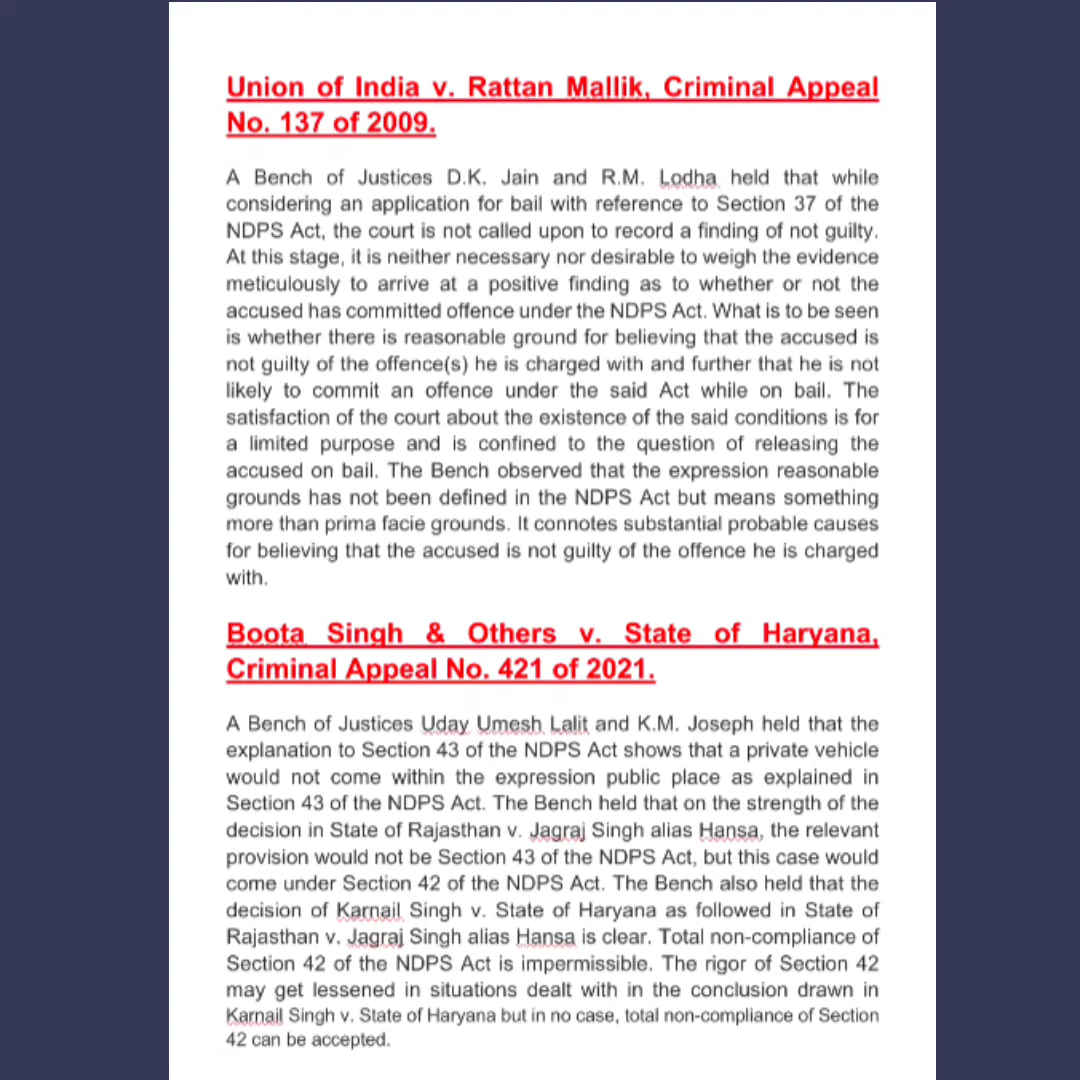 Union of India v. Rattan Mallik, Criminal Appeal
No. 137 of 2009.
A Bench of Justices D.K. Jain and R.M. Lodha held that while
considering an application for bail with reference to Section 37 of the
NDPS Act, the court is not called upon to record a finding of not guilty.
At this stage, it is neither necessary nor desirable to weigh the evidence
meticulously to arrive at a positive finding as to whether or not the
accused has committed offence under the NDPS Act. What is to be seen
is whether there is reasonable ground for believing that the accused is
not guilty of the offence(s) he is charged with and further that he is not
likely to commit an offence under the said Act while on bail. The
satisfaction of the court about the existence of the said conditions is for
a limited purpose and is confined to the question of releasing the
accused on bail. The Bench observed that the expression reasonable
grounds has not been defined in the NDPS Act but means something
more than prima facie grounds. It connotes substantial probable causes
for believing that the accused is not guilty of the offence he is charged
with.
Boota Singh & Others v. State of Haryana,
Criminal Appeal No. 421 of 2021.
A Bench of Justices Uday Umesh Lalit and K.M. Joseph held that the
explanation to Section 43 of the NDPS Act shows that a private vehicle
would not come within the expression public place as explained in
Section 43 of the NDPS Act. The Bench held that on the strength of the
decision in State of Rajasthan v. Jagraj Singh alias Hansa, the relevant
provision would not be Section 43 of the NDPS Act, but this case would
come under Section 42 of the NDPS Act. The Bench also held that the
decision of Karnail Singh v. State of Haryana as followed in State of
Rajasthan v. Jagraj Singh alias Hansa is clear. Total non-compliance of
Section 42 of the NDPS Act is impermissible. The rigor of Section 42
may get lessened in situations dealt with in the conclusion drawn in
Karnail Singh v. State of Haryana but in no case, total non-compliance of Section
42 can be accepted.